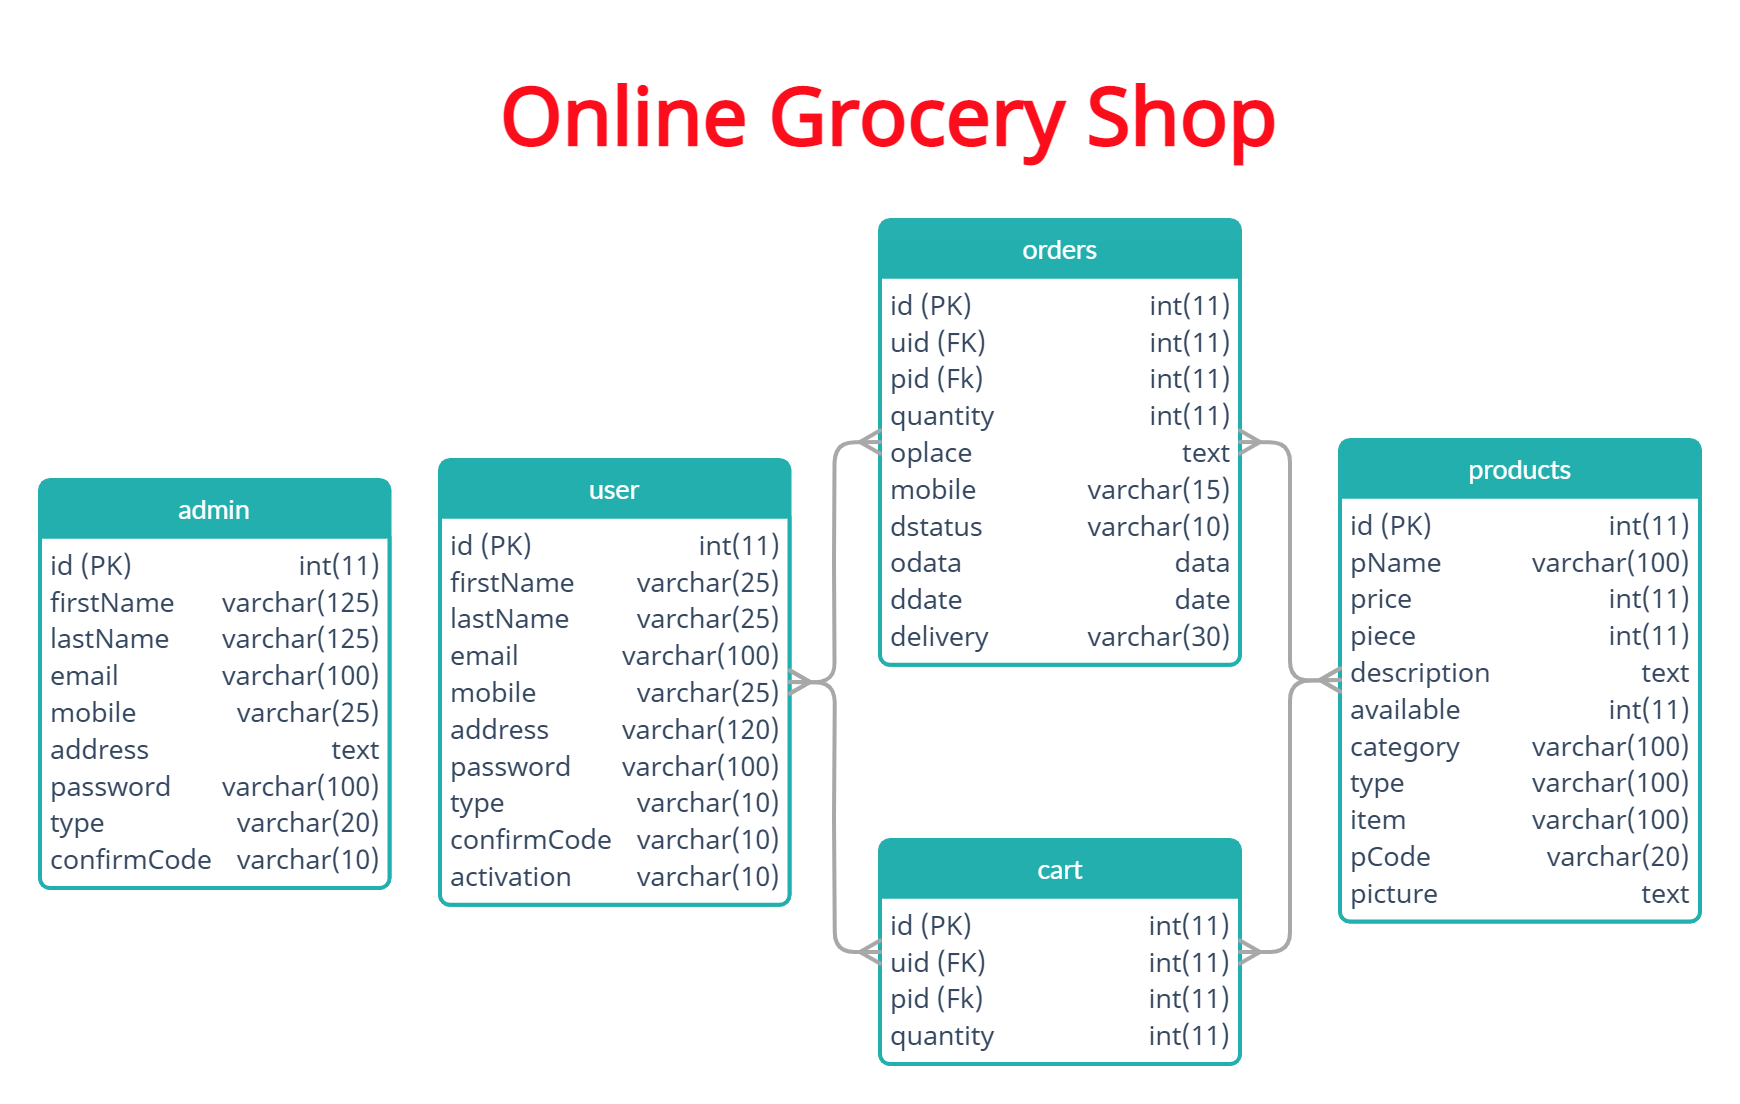 Online Grocery Shop
admin
id (PK) int(11)
firstName varchar(125)
lastName varchar(125)
email varchar(100)
mobile varchar(25)
address text
password varchar(100)
type varchar(20)
confirmCode varchar(10)
user
id (PK) int(11)
firstName varchar(25)
lastName varchar(25)
email varchar(100)
mobile varchar(25)
address varchar(120)
password varchar(100)
type varchar(10)
confirmCode varchar(10)
activation varchar(10)
orders
id (PK) int(11)
uid (FK) int(11)
pid (Fk) int(11)
quantity int(11)
oplace text
mobile varchar(15)
dstatus varchar(10)
odata data
ddate date
delivery varchar(30)
cart
id (PK) int(11)
uid (FK) int(11)
pid (Fk) int(11)
quantity int(11)
products
id (PK) int(11)
pName varchar(100)
price int(11)
piece int(11)
description text
available int(11)
category varchar(100)
type varchar(100)
item varchar(100)
pCode varchar(20)
picture text